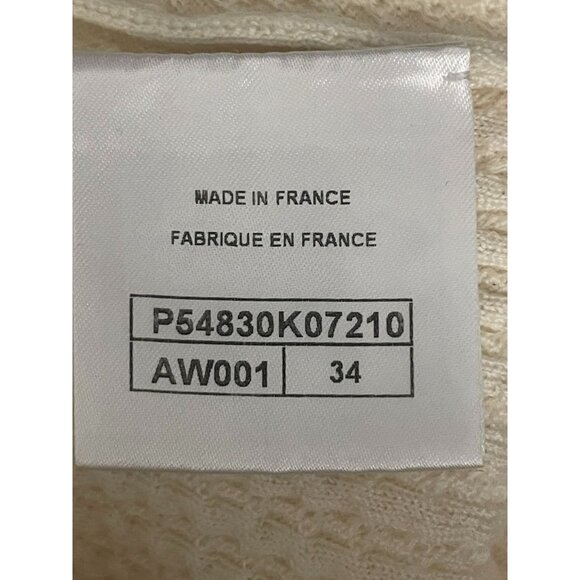 MADE IN FRANCE
FABRIQUE EN FRANCE
P54830K07210
AW001 34